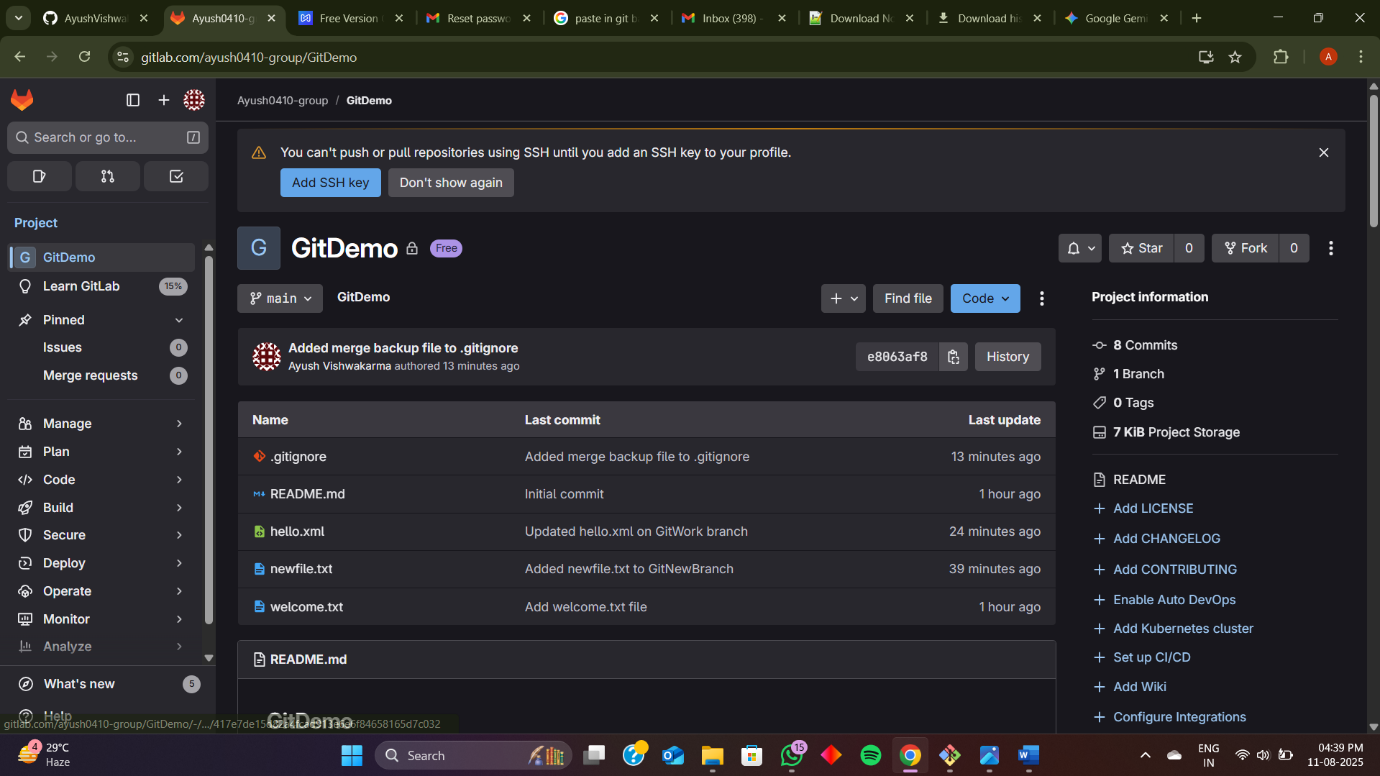 AyushVishwa
Ayush0410-g
Free Version
Reset passwo
paste in git b
Inbox (398) -
Download No
Download hi
Google Gem
gitlab.com/ayush0410-group/GitDemo
A
Ayush0410-group / GitDemo
Search or go to... /
You can't push or pull repositories using SSH until you add an SSH key to your profile.
Add SSH key Don't show again
Project
G GitDemo
Learn GitLab 15%
Pinned
Issues 0
Merge requests 0
Manage
Plan
Code
Build
Secure
Deploy
Operate
Monitor
Analyze
What's new 5
Help
G GitDemo Free
Star 0 Fork 0
main GitDemo
Find file Code
Added merge backup file to .gitignore
Ayush Vishwakarma authored 13 minutes ago
e8063af8 History
Name Last commit Last update
.gitignore Added merge backup file to .gitignore 13 minutes ago
README.md Initial commit 1 hour ago
hello.xml Updated hello.xml on GitWork branch 24 minutes ago
newfile.txt Added newfile.txt to GitNewBranch 39 minutes ago
welcome.txt Add welcome.txt file 1 hour ago
README.md
GitDemo
Project information
8 Commits
1 Branch
0 Tags
7 KiB Project Storage
README
Add LICENSE
Add CHANGELOG
Add CONTRIBUTING
Enable Auto DevOps
Add Kubernetes cluster
Set up CI/CD
Add Wiki
Configure Integrations
4
29°C
Haze
Search
15
ENG
IN
04:39 PM
11-08-2025